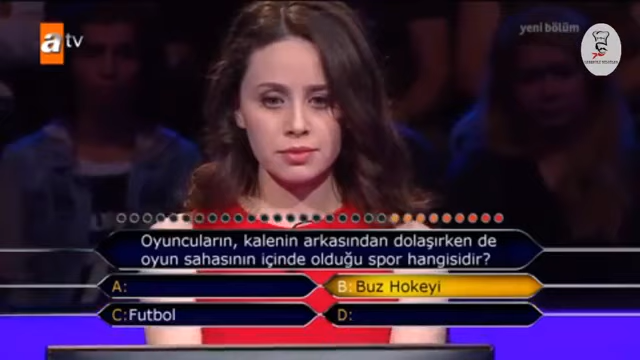 atv
yeni bölüm
Oyuncuların, kalenin arkasından dolaşırken de
oyun sahasının içinde olduğu spor hangisidir?
A:
B: Buz Hokeyi
C:Futbol
D: